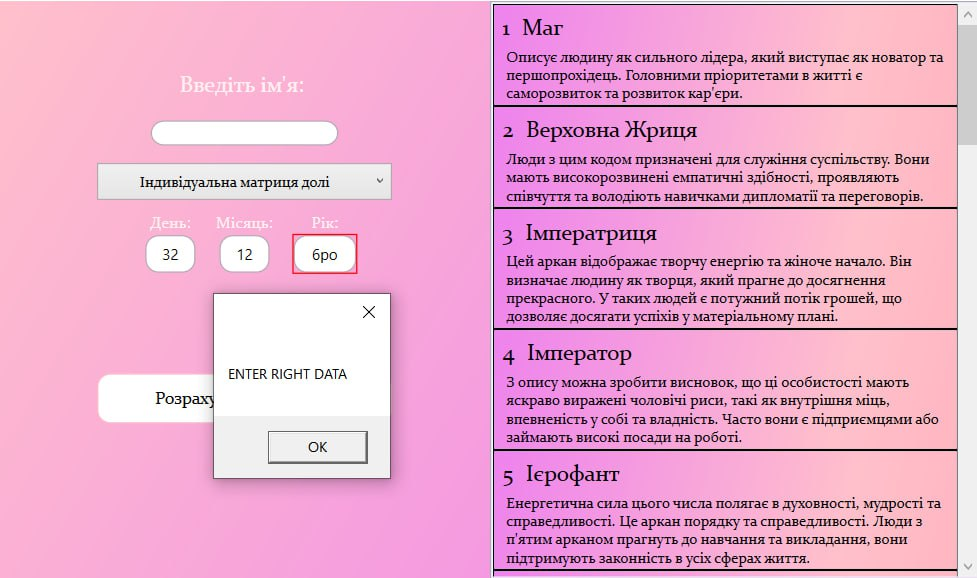 Введіть ім'я:
Індивідуальна матриця долі
День: Місяць: Рік:
32 12 6ро
ENTER RIGHT DATA
OK
Розраху
1 Маг
Описує людину як сильного лідера, який виступає як новатор та
першопрохідець. Головними пріоритетами в житті є
саморозвиток та розвиток кар'єри.
2 Верховна Жриця
Люди з цим кодом призначені для служіння суспільству. Вони
мають високорозвинені емпатичні здібності, проявляють
співчуття та володіють навичками дипломатії та переговорів.
3 Імператриця
Цей аркан відображає творчу енергію та жіноче начало. Він
визначає людину як творця, який прагне до досягнення
прекрасного. У таких людей є потужний потік грошей, що
дозволяє досягати успіхів у матеріальному плані.
4 Імператор
З опису можна зробити висновок, що ці особистості мають
яскраво виражені чоловічі риси, такі як внутрішня міць,
впевненість у собі та владність. Часто вони є підприємцями або
займають високі посади на роботі.
5 Ієрофант
Енергетична сила цього числа полягає в духовності, мудрості та
справедливості. Це аркан порядку та справедливості. Люди з
п'ятим арканом прагнуть до навчання та викладання, вони
підтримують законність в усіх сферах життя.